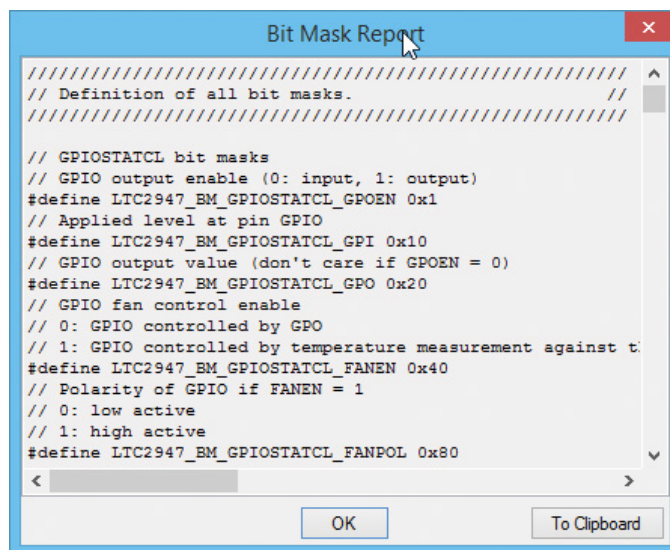 Bit Mask Report
/////////////////////////////////////////////////////////
// Definition of all bit masks. //
/////////////////////////////////////////////////////////
// GPIOSTATCL bit masks
// GPIO output enable (0: input, 1: output)
#define LTC2947_BM_GPIOSTATCL_GPOEN 0x1
// Applied level at pin GPIO
#define LTC2947_BM_GPIOSTATCL_GPI 0x10
// GPIO output value (don't care if GPOEN = 0)
#define LTC2947_BM_GPIOSTATCL_GPO 0x20
// GPIO fan control enable
// 0: GPIO controlled by GPO
// 1: GPIO controlled by temperature measurement against
#define LTC2947_BM_GPIOSTATCL_FANEN 0x40
// Polarity of GPIO if FANEN = 1
// 0: low active
// 1: high active
#define LTC2947_BM_GPIOSTATCL_FANPOL 0x80
OK To Clipboard